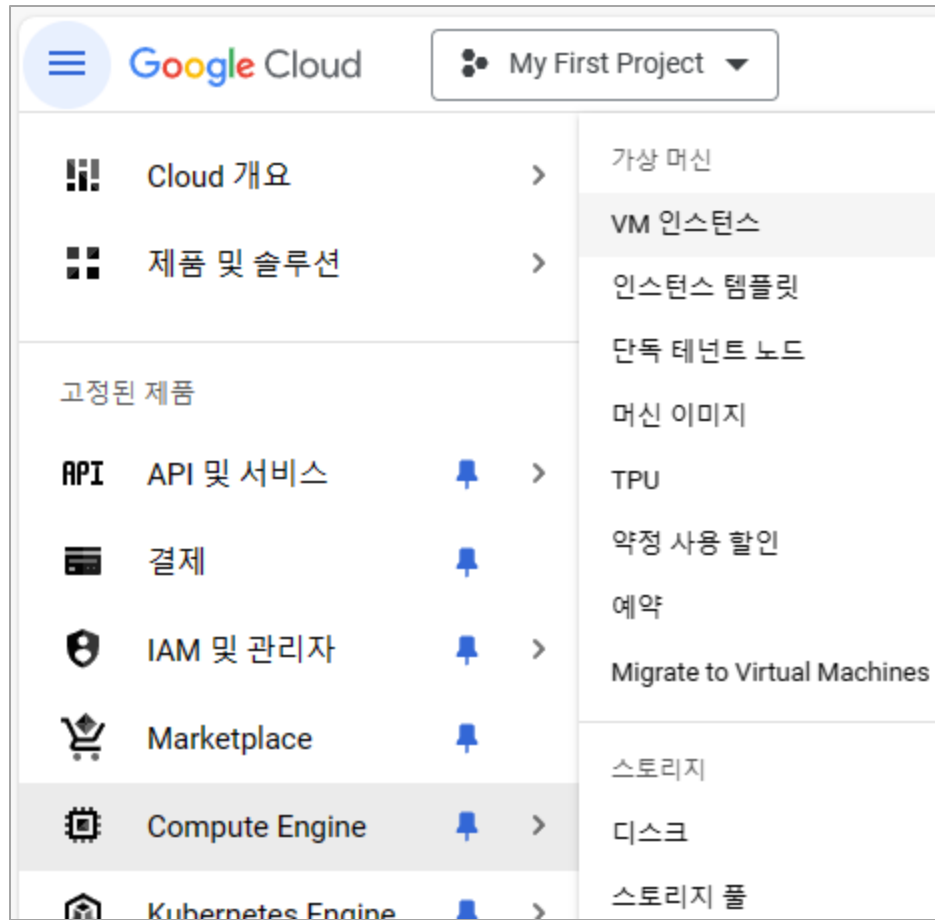 Google Cloud
My First Project
Cloud 개요
제품 및 솔루션
고정된 제품
API API 및 서비스
결제
IAM 및 관리자
Marketplace
Compute Engine
Kubernetes Engine
가상 머신
VM 인스턴스
인스턴스 템플릿
단독 테넌트 노드
머신 이미지
TPU
약정 사용 할인
예약
Migrate to Virtual Machines
스토리지
디스크
스토리지 풀